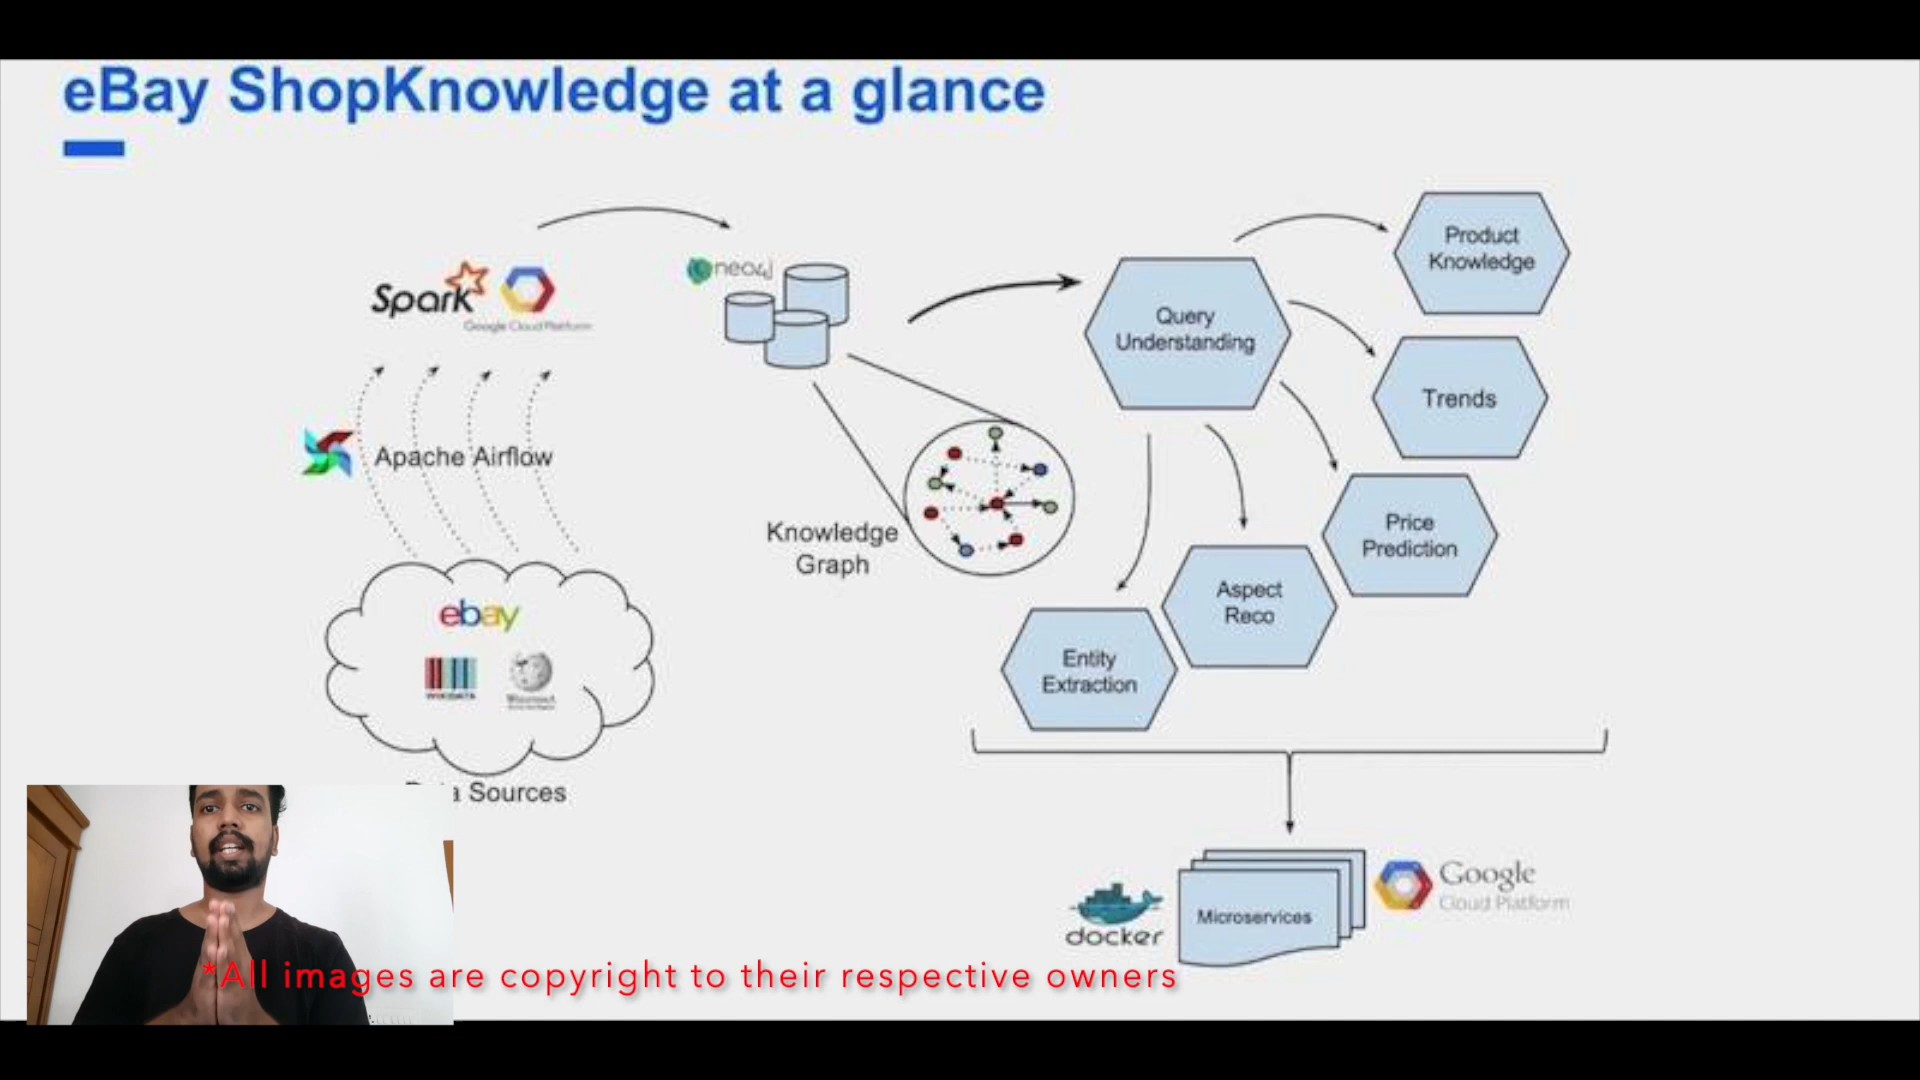 eBay ShopKnowledge at a glance
Spark
Google Cloud Platform
neo4j
Apache Airflow
ebay
WIKIDATA
Sources
Knowledge
Graph
Query
Understanding
Product
Knowledge
Trends
Price
Prediction
Aspect
Reco
Entity
Extraction
docker
Microservices
Google
Cloud Platform
*All images are copyright to their respective owners